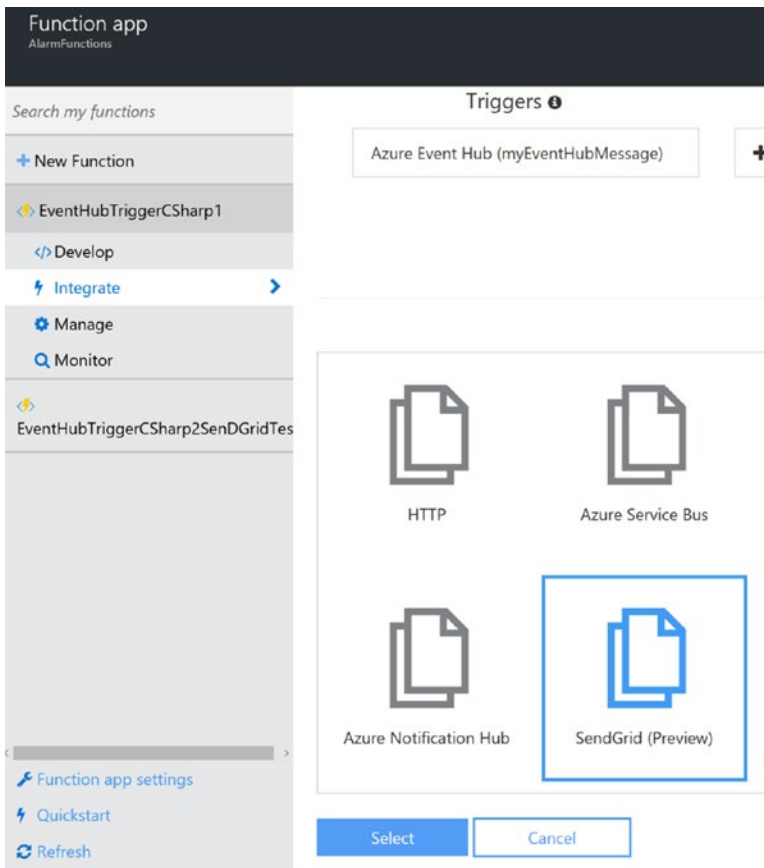 Function app
AlarmFunctions
Search my functions
New Function
EventHubTriggerCSharp1
</> Develop
Integrate
Manage
Monitor
EventHubTriggerCSharp2SenDGridTes
Function app settings
Quickstart
Refresh
Triggers
Azure Event Hub (myEventHubMessage)
HTTP
Azure Service Bus
Azure Notification Hub
SendGrid (Preview)
Select
Cancel